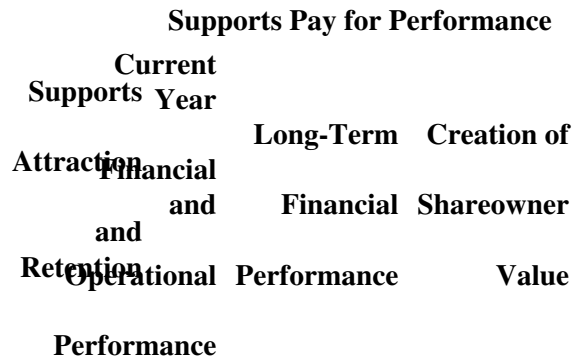 Supports Pay for Performance
Supports
Attraction
and
Retention
Current
Year
Financial
and
Operational
Performance
Long-Term
Financial
Performance
Creation of
Shareowner
Value